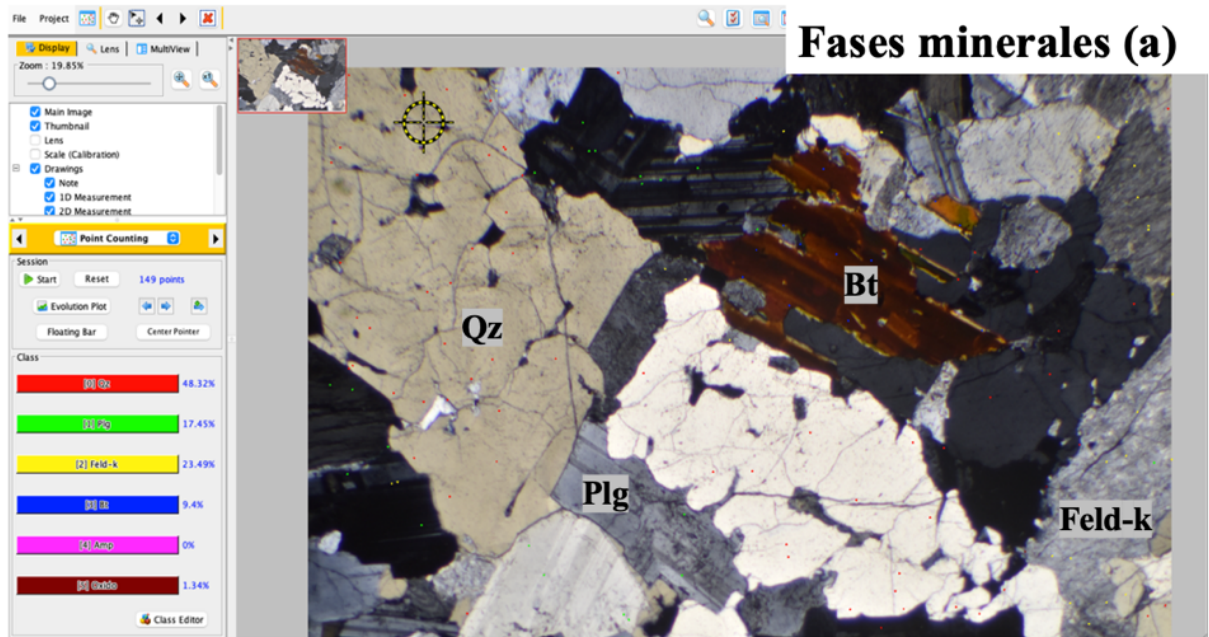 File Project
Fases minerales (a)
Display Lens MultiView
Zoom : 19.85%
Main Image
Thumbnail
Lens
Scale (Calibration)
Drawings
Note
1D Measurement
2D Measurement
Point Counting
Session
Start Reset 149 points
Evolution Plot
Floating Bar Center Pointer
Class
[0] Qz 48.32%
[1] Plg 17.45%
[2] Feld-k 23.49%
[3] Bt 9.4%
[4] Amp 0%
[5] Oxido 1.34%
Class Editor
Bt
Qz
Plg
Feld-k